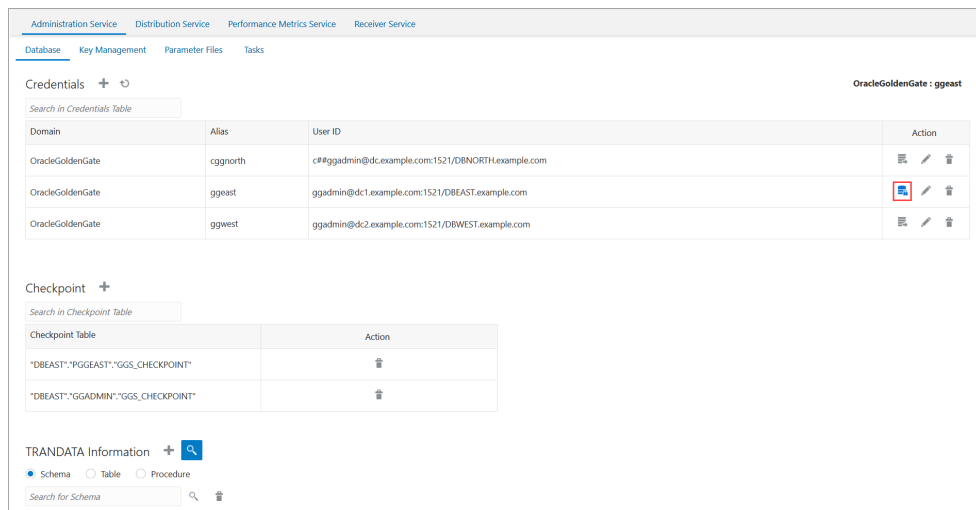 Administration Service Distribution Service Performance Metrics Service Receiver Service
Database Key Management Parameter Files Tasks
Credentials
OracleGoldenGate : ggeast
Search in Credentials Table
Domain Alias User ID Action
OracleGoldenGate cggnorth c##ggadmin@dc.example.com:1521/DBNORTH.example.com
OracleGoldenGate ggeast ggadmin@dc1.example.com:1521/DBEAST.example.com
OracleGoldenGate ggwest ggadmin@dc2.example.com:1521/DBWEST.example.com
Checkpoint
Search in Checkpoint Table
Checkpoint Table Action
"DBEAST"."PGGEAST"."GGS_CHECKPOINT"
"DBEAST"."GGADMIN"."GGS_CHECKPOINT"
TRANDATA Information
Schema Table Procedure
Search for Schema